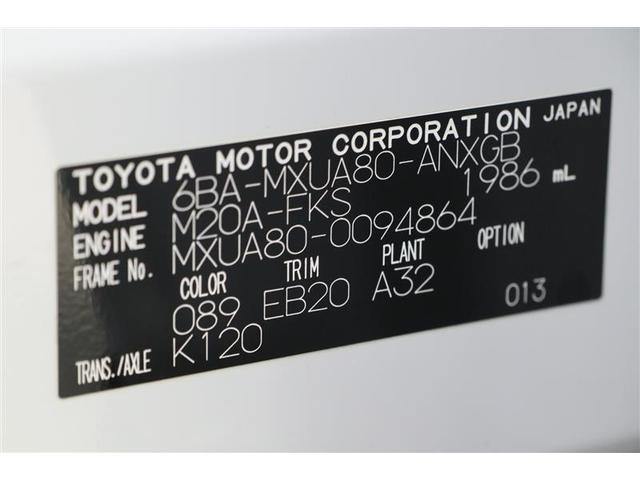 TOYOTA MOTOR CORPORATION JAPAN
MODEL 6BA-MXUA80-ANXGB
ENGINE M20A-FKS 1986 mL
FRAME No. MXUA80-0094864
COLOR TRIM PLANT OPTION
089 EB20 A32 013
TRANS./AXLE K120